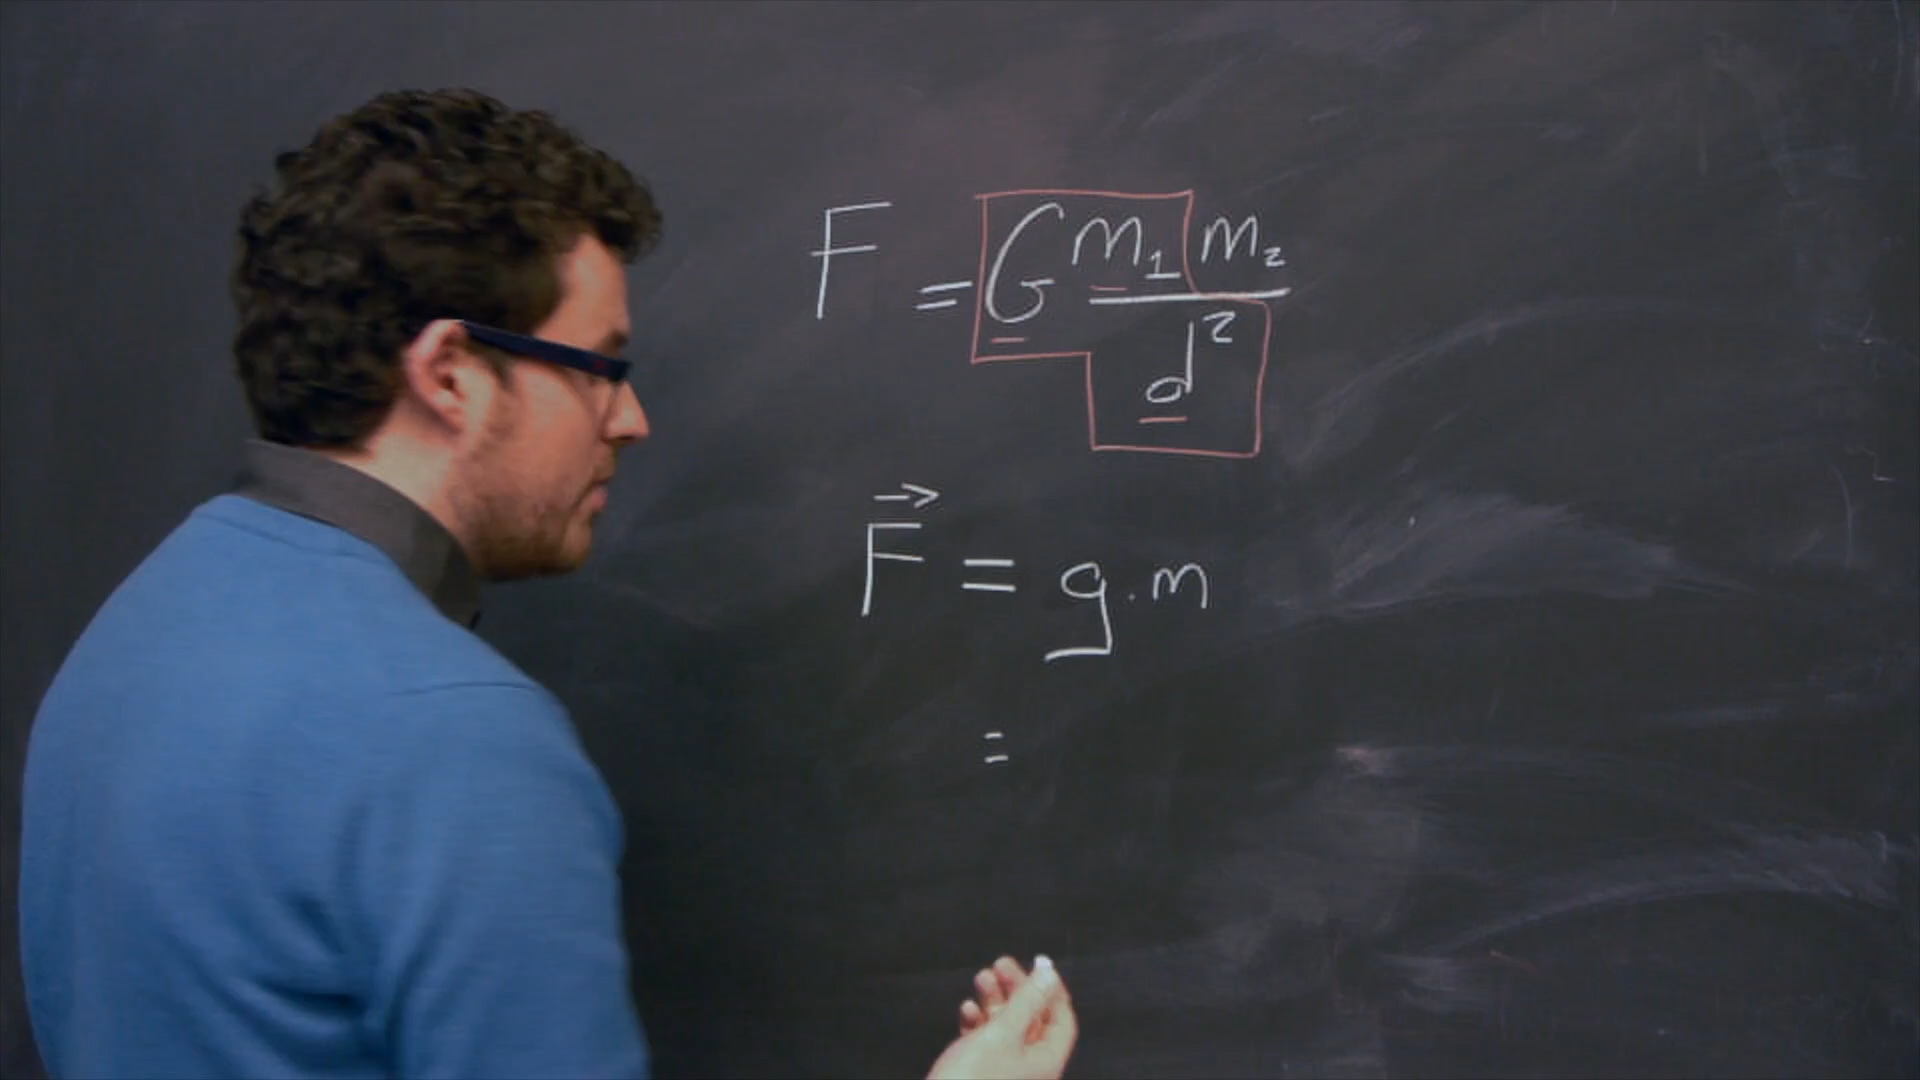 F = G m₁ m₂ / d²
→
F = g.m
=